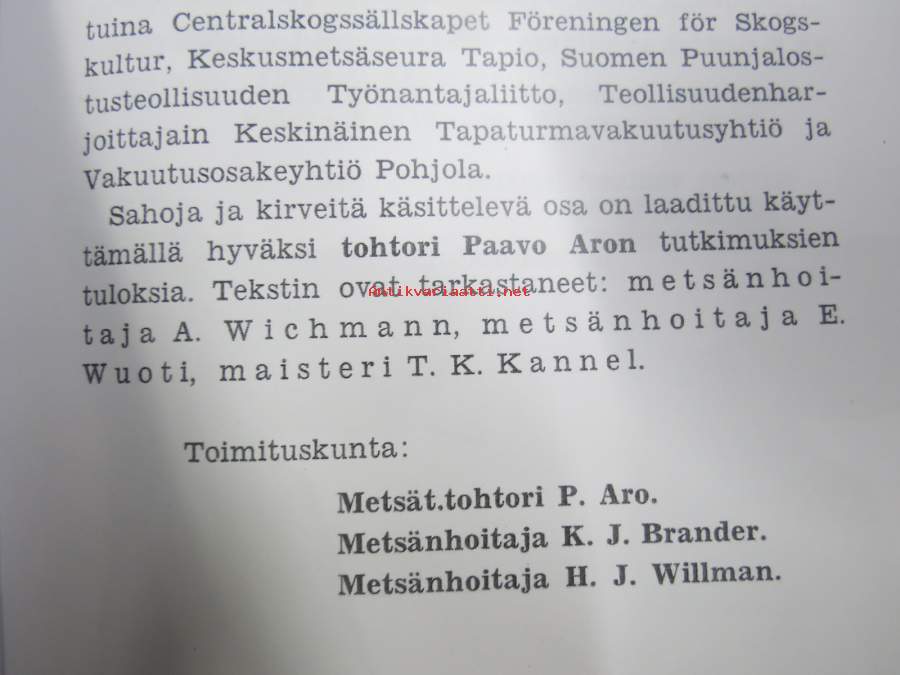 tuina Centralskogssällskapet Föreningen för Skogs-
kultur, Keskusmetsäseura Tapio, Suomen Puunjalos-
tusteollisuuden Työnantajaliitto, Teollisuudenhar-
joittajain Keskinäinen Tapaturmavakuutusyhtiö ja
Vakuutusosakeyhtiö Pohjola.
Sahoja ja kirveitä käsittelevä osa on laadittu käyt-
tämällä hyväksi tohtori Paavo Aron tutkimuksien
tuloksia. Tekstin ovat tarkastaneet: metsänhoi-
Antikvariaatti.net
taja A. Wichmann, metsänhoitaja E.
Wuoti, maisteri T. K. Kannel.
Toimituskunta:
Metsät.tohtori P. Aro.
Metsänhoitaja K. J. Brander.
Metsänhoitaja H. J. Willman.